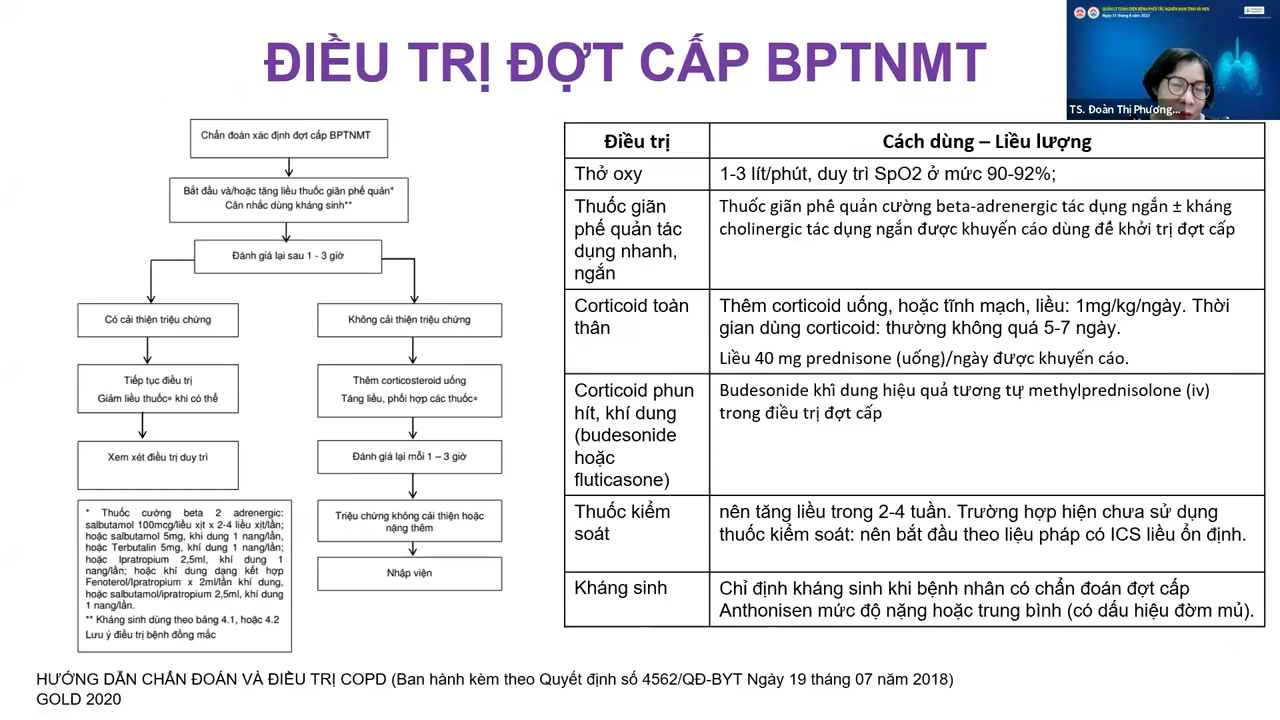 ĐIỀU TRỊ ĐỢT CẤP BPTNMT
QUẢN LÝ TOÀN DIỆN BỆNH PHỔI TẮC NGHẼN MẠN TÍNH VÀ HEN
TS. Đoàn Thị Phương...
Chẩn đoán xác định đợt cấp BPTNMT
Bắt đầu và/hoặc tăng liều thuốc giãn phế quản*
Cân nhắc dùng kháng sinh**
Đánh giá lại sau 1 - 3 giờ
Có cải thiện triệu chứng
Không cải thiện triệu chứng
Tiếp tục điều trị
Giảm liều thuốc* khi có thể
Thêm corticosteroid uống
Tăng liều, phối hợp các thuốc*
Xem xét điều trị duy trì
Đánh giá lại mỗi 1 – 3 giờ
Triệu chứng không cải thiện hoặc
nặng thêm
Nhập viện
* Thuốc cường beta 2 adrenergic:
salbutamol 100mcg/liều xịt x 2-4 liều xịt/lần;
hoặc salbutamol 5mg, khí dung 1 nang/lần,
hoặc Terbutalin 5mg, khí dung 1 nang/lần;
hoặc Ipratropium 2,5ml, khí dung 1
nang/lần; hoặc khí dung dạng kết hợp
Fenoterol/Ipratropium x 2ml/lần khí dung,
hoặc salbutamol/ipratropium 2,5ml, khí dung
1 nang/lần.
** Kháng sinh dùng theo bảng 4.1, hoặc 4.2
Lưu ý điều trị bệnh đồng mắc
Điều trị
Cách dùng – Liều lượng
Thở oxy
1-3 lít/phút, duy trì SpO2 ở mức 90-92%;
Thuốc giãn
phế quản tác
dụng nhanh,
ngắn
Thuốc giãn phế quản cường beta-adrenergic tác dụng ngắn ± kháng
cholinergic tác dụng ngắn được khuyến cáo dùng để khởi trị đợt cấp
Corticoid toàn
thân
Thêm corticoid uống, hoặc tĩnh mạch, liều: 1mg/kg/ngày. Thời
gian dùng corticoid: thường không quá 5-7 ngày.
Liều 40 mg prednisone (uống)/ngày được khuyến cáo.
Corticoid phun
hít, khí dung
(budesonide
hoặc
fluticasone)
Budesonide khî dung hiệu quả tương tự methylprednisolone (iv)
trong điều trị đợt cấp
Thuốc kiểm
soát
nên tăng liều trong 2-4 tuần. Trường hợp hiện chưa sử dụng
thuốc kiểm soát: nên bắt đầu theo liệu pháp có ICS liều ổn định.
Kháng sinh
Chỉ định kháng sinh khi bệnh nhân có chẩn đoán đợt cấp
Anthonisen mức độ nặng hoặc trung bình (có dấu hiệu đờm mủ).
HƯỚNG DẪN CHẨN ĐOÁN VÀ ĐIỀU TRỊ COPD (Ban hành kèm theo Quyết định số 4562/QĐ-BYT Ngày 19 tháng 07 năm 2018)
GOLD 2020